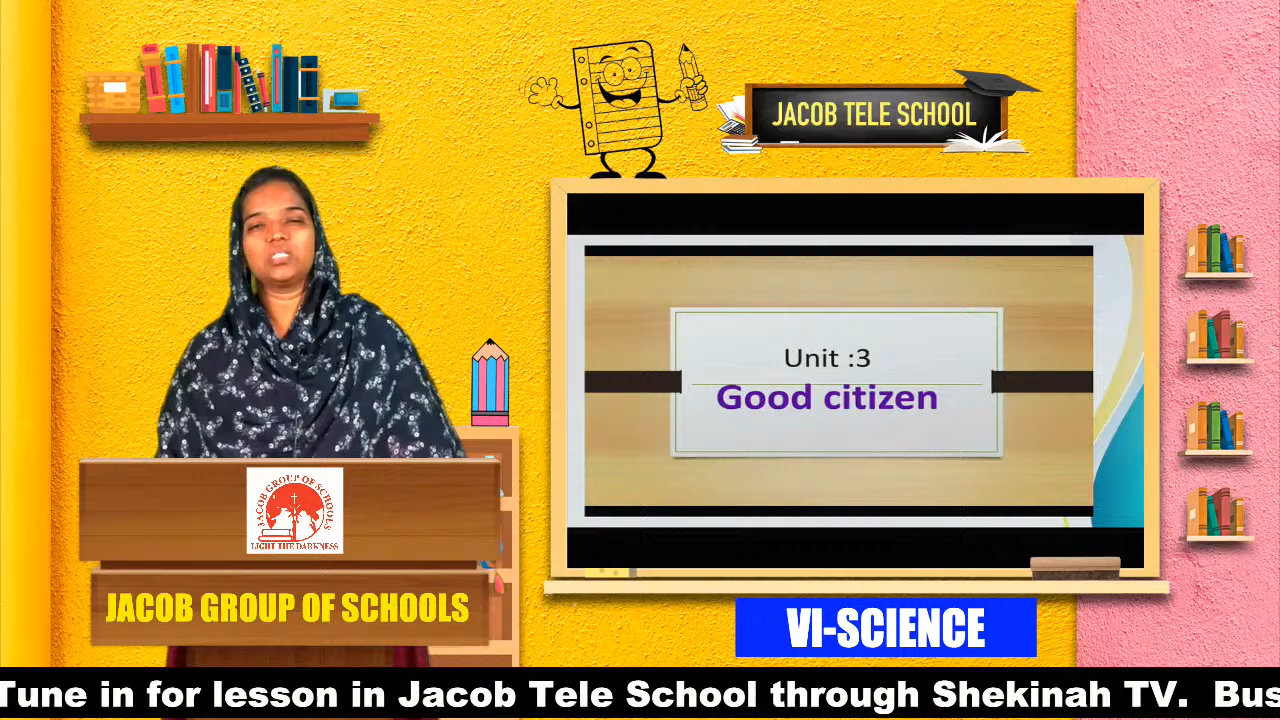 JACOB TELE SCHOOL
Unit :3
Good citizen
JACOB GROUP OF SCHOOLS
LIGHT THE DARKNESS
JACOB GROUP OF SCHOOLS
VI-SCIENCE
Tune in for lesson in Jacob Tele School through Shekinah TV. Bus